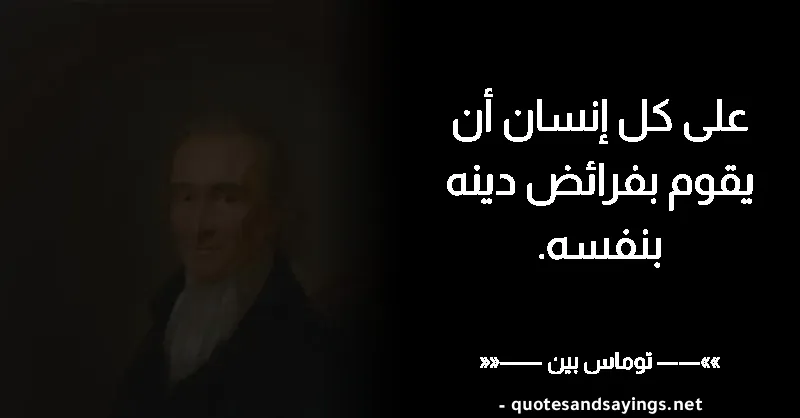 على كل إنسان أن
يقوم بفرائض دينه
بنفسه.
»»—— توماس بين ——««
- quotesandsayings.net